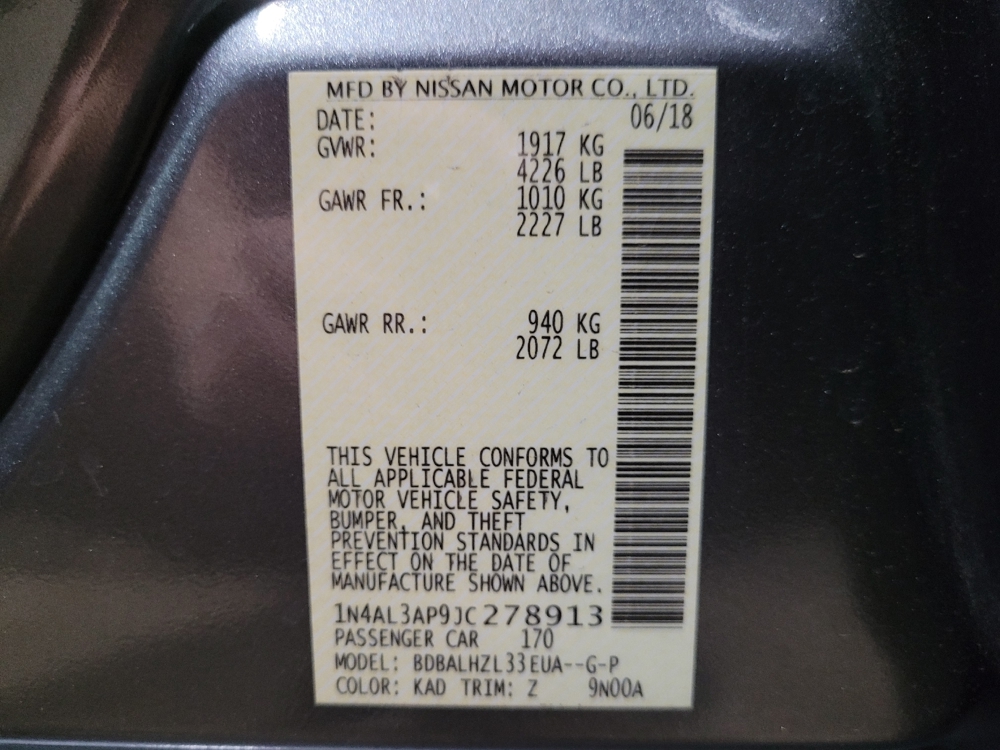 MFD BY NISSAN MOTOR CO., LTD.
DATE: 06/18
GVWR: 1917 KG
4226 LB
GAWR FR.: 1010 KG
2227 LB
GAWR RR.: 940 KG
2072 LB
THIS VEHICLE CONFORMS TO
ALL APPLICABLE FEDERAL
MOTOR VEHICLE SAFETY,
BUMPER, AND THEFT
PREVENTION STANDARDS IN
EFFECT ON THE DATE OF
MANUFACTURE SHOWN ABOVE.
1N4AL3AP9JC278913
PASSENGER CAR 170
MODEL: BDBALHZL33EUA--G-P
COLOR: KAD TRIM: Z 9N00A